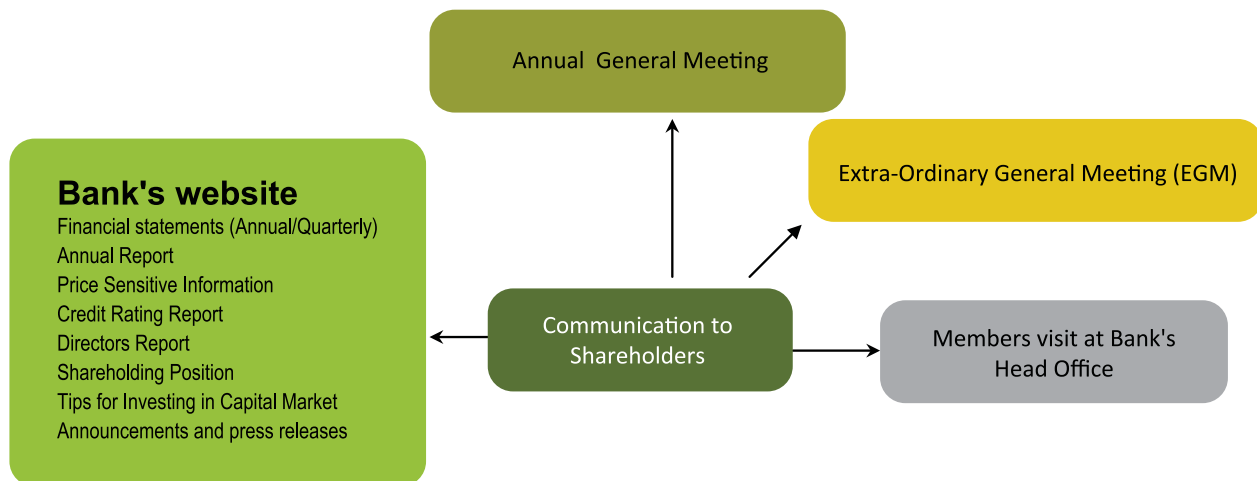 Annual General Meeting
Extra-Ordinary General Meeting (EGM)
Bank's website
Financial statements (Annual/Quarterly)
Annual Report
Price Sensitive Information
Credit Rating Report
Directors Report
Shareholding Position
Tips for Investing in Capital Market
Announcements and press releases
Communication to
Shareholders
Members visit at Bank's
Head Office